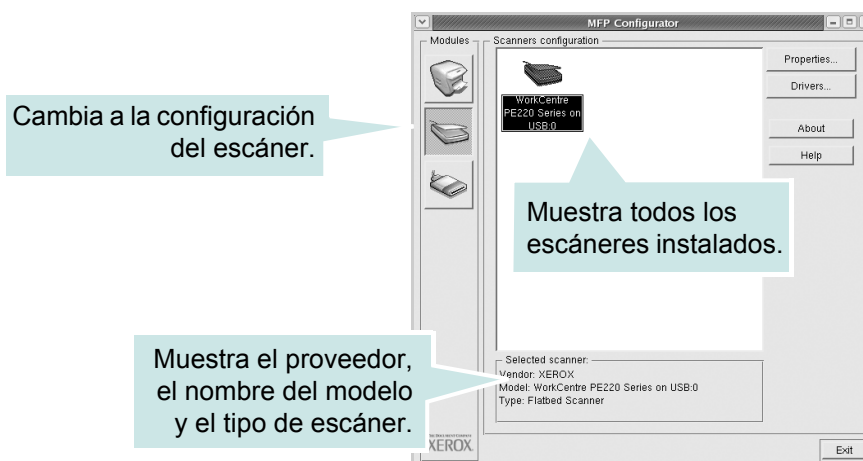 MFP Configurator
Modules
Scanners configuration
Properties...
Drivers...
About
Help
WorkCentre
PE220 Series on
USB:0
Cambia a la configuración
del escáner.
Muestra todos los
escáneres instalados.
Muestra el proveedor,
el nombre del modelo
y el tipo de escáner.
Selected scanner:
Vendor: XEROX
Model: WorkCentre PE220 Series on USB:0
Type: Flatbed Scanner
XEROX.
Exit